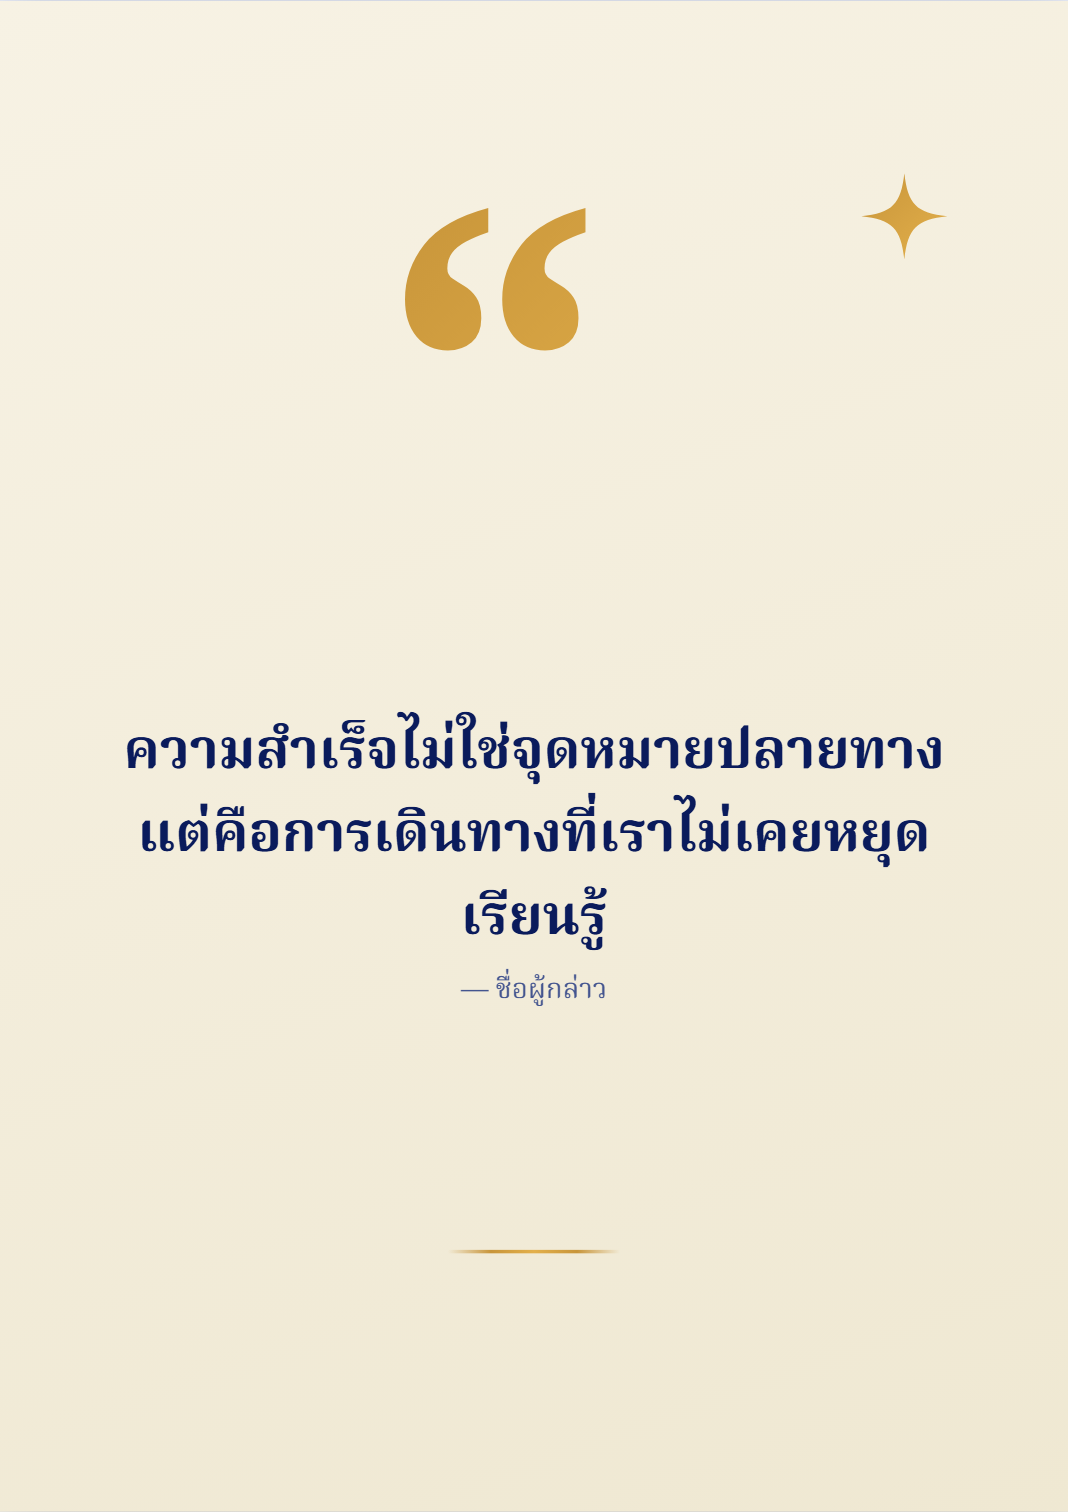 “
ความสำเร็จไม่ใช่จุดหมายปลายทาง
แต่คือการเดินทางที่เราไม่เคยหยุด
เรียนรู้
— ชื่อผู้กล่าว